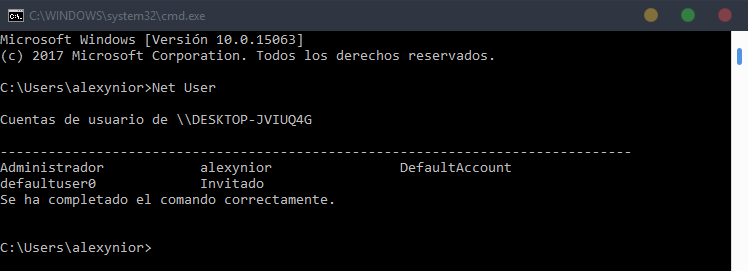 C:\WINDOWS\system32\cmd.exe
Microsoft Windows [Versión 10.0.15063]
(c) 2017 Microsoft Corporation. Todos los derechos reservados.
C:\Users\alexynior>Net User
Cuentas de usuario de \\DESKTOP-JVIUQ4G
-------------------------------------------------------------------------------
Administrador            alexynior                DefaultAccount
defaultuser0             Invitado
Se ha completado el comando correctamente.
C:\Users\alexynior>